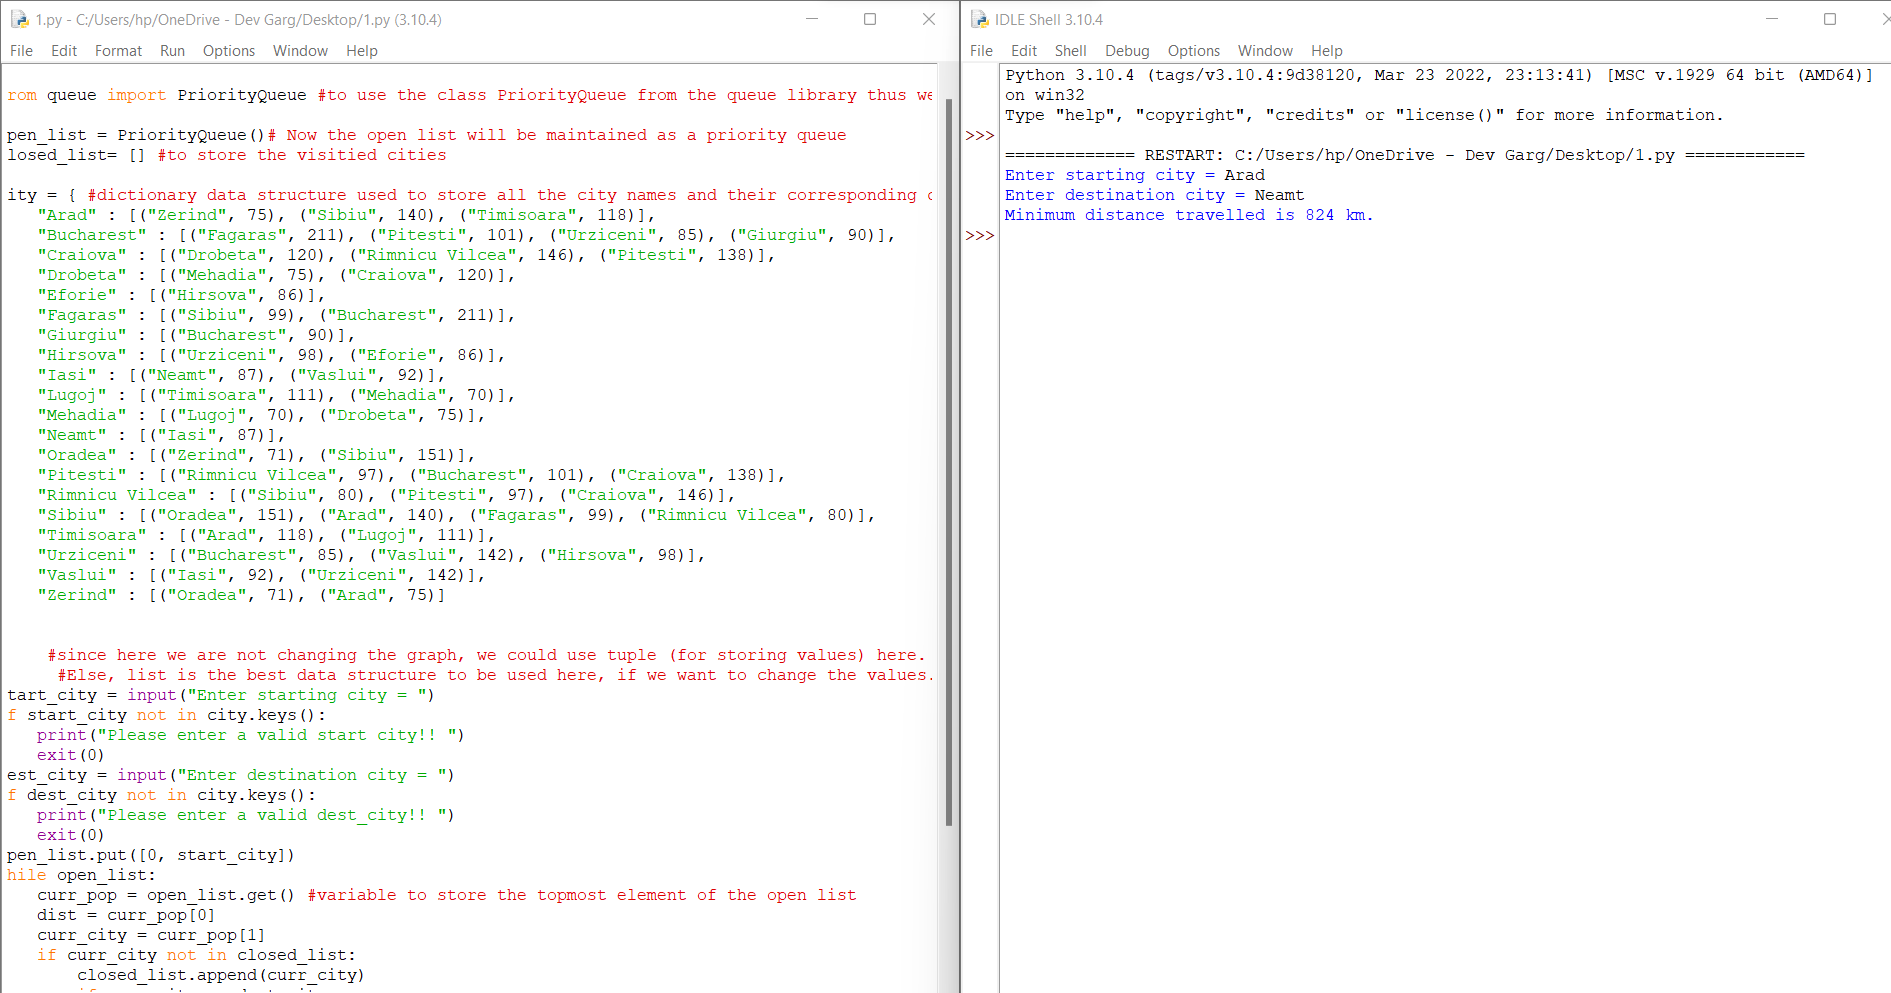 1.py - C:/Users/hp/OneDrive - Dev Garg/Desktop/1.py (3.10.4)
File Edit Format Run Options Window Help
rom queue import PriorityQueue #to use the class PriorityQueue from the queue library thus we
pen_list = PriorityQueue()# Now the open list will be maintained as a priority queue
losed_list= [] #to store the visitied cities
ity = { #dictionary data structure used to store all the city names and their corresponding
"Arad" : [("Zerind", 75), ("Sibiu", 140), ("Timisoara", 118)],
"Bucharest" : [("Fagaras", 211), ("Pitesti", 101), ("Urziceni", 85), ("Giurgiu", 90)],
"Craiova" : [("Drobeta", 120), ("Rimnicu Vilcea", 146), ("Pitesti", 138)],
"Drobeta" : [("Mehadia", 75), ("Craiova", 120)],
"Eforie" : [("Hirsova", 86)],
"Fagaras" : [("Sibiu", 99), ("Bucharest", 211)],
"Giurgiu" : [("Bucharest", 90)],
"Hirsova" : [("Urziceni", 98), ("Eforie", 86)],
"Iasi" : [("Neamt", 87), ("Vaslui", 92)],
"Lugoj" : [("Timisoara", 111), ("Mehadia", 70)],
"Mehadia" : [("Lugoj", 70), ("Drobeta", 75)],
"Neamt" : [("Iasi", 87)],
"Oradea" : [("Zerind", 71), ("Sibiu", 151)],
"Pitesti" : [("Rimnicu Vilcea", 97), ("Bucharest", 101), ("Craiova", 138)],
"Rimnicu Vilcea" : [("Sibiu", 80), ("Pitesti", 97), ("Craiova", 146)],
"Sibiu" : [("Oradea", 151), ("Arad", 140), ("Fagaras", 99), ("Rimnicu Vilcea", 80)],
"Timisoara" : [("Arad", 118), ("Lugoj", 111)],
"Urziceni" : [("Bucharest", 85), ("Vaslui", 142), ("Hirsova", 98)],
"Vaslui" : [("Iasi", 92), ("Urziceni", 142)],
"Zerind" : [("Oradea", 71), ("Arad", 75)]
#since here we are not changing the graph, we could use tuple (for storing values) here.
#Else, list is the best data structure to be used here, if we want to change the values.
tart_city = input("Enter starting city = ")
f start_city not in city.keys():
print("Please enter a valid start city!! ")
exit(0)
est_city = input("Enter destination city = ")
f dest_city not in city.keys():
print("Please enter a valid dest_city!! ")
exit(0)
pen_list.put([0, start_city])
hile open_list:
curr_pop = open_list.get() #variable to store the topmost element of the open list
dist = curr_pop[0]
curr_city = curr_pop[1]
if curr_city not in closed_list:
closed_list.append(curr_city)
IDLE Shell 3.10.4
File Edit Shell Debug Options Window Help
Python 3.10.4 (tags/v3.10.4:9d38120, Mar 23 2022, 23:13:41) [MSC v.1929 64 bit (AMD64)]
on win32
Type "help", "copyright", "credits" or "license()" for more information.
>>>
============= RESTART: C:/Users/hp/OneDrive - Dev Garg/Desktop/1.py ============
Enter starting city = Arad
Enter destination city = Neamt
Minimum distance travelled is 824 km.
>>>